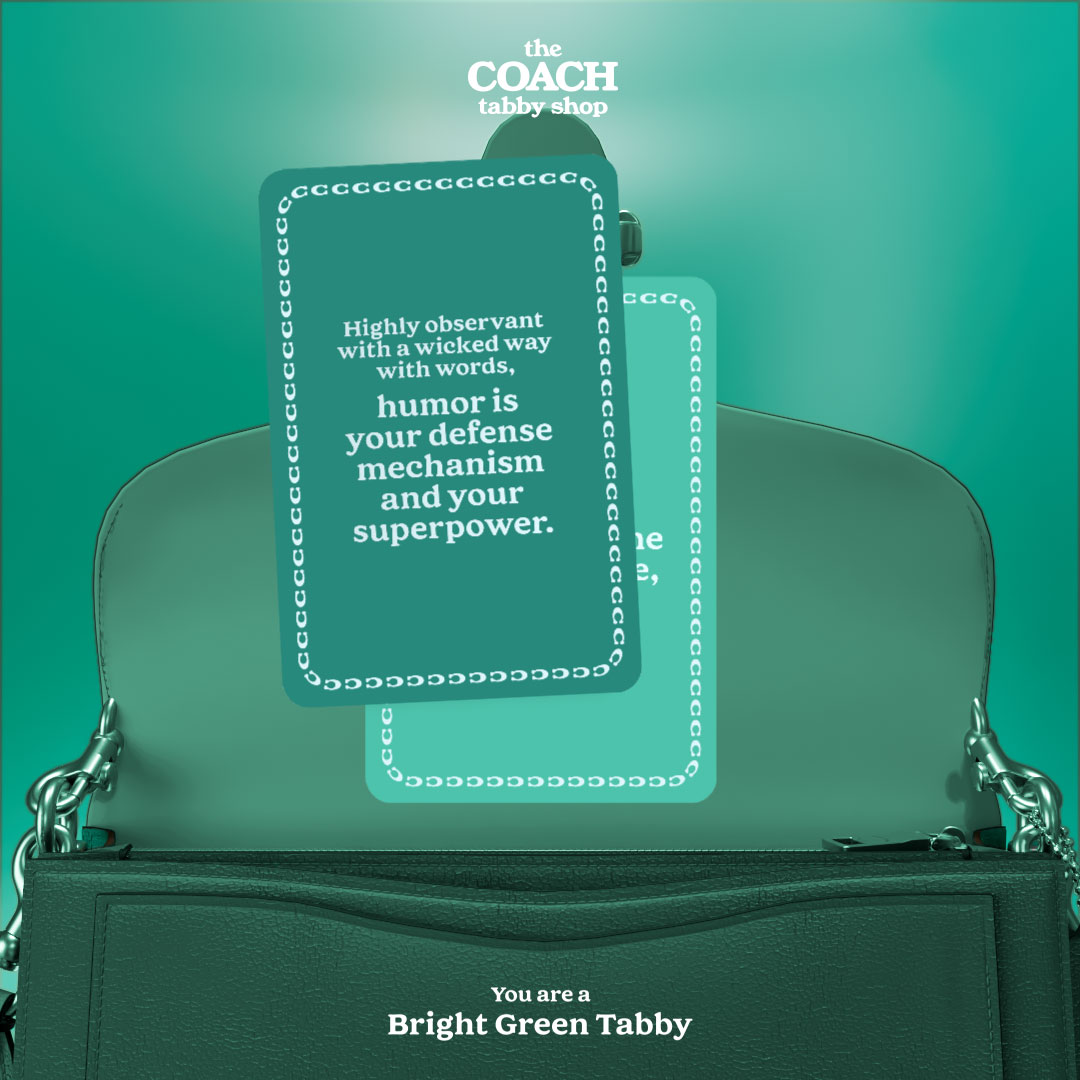 the
COACH
tabby shop
Highly observant
with a wicked way
with words,
humor is
your defense
mechanism
and your
superpower.
You are a
Bright Green Tabby